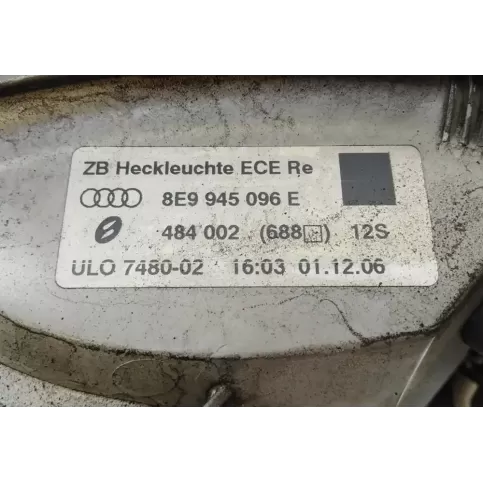 ZB Heckleuchte ECE Re
8E9 945 096 E
484 002 (688) 12S
ULO 7480-02 16:03 01.12.06